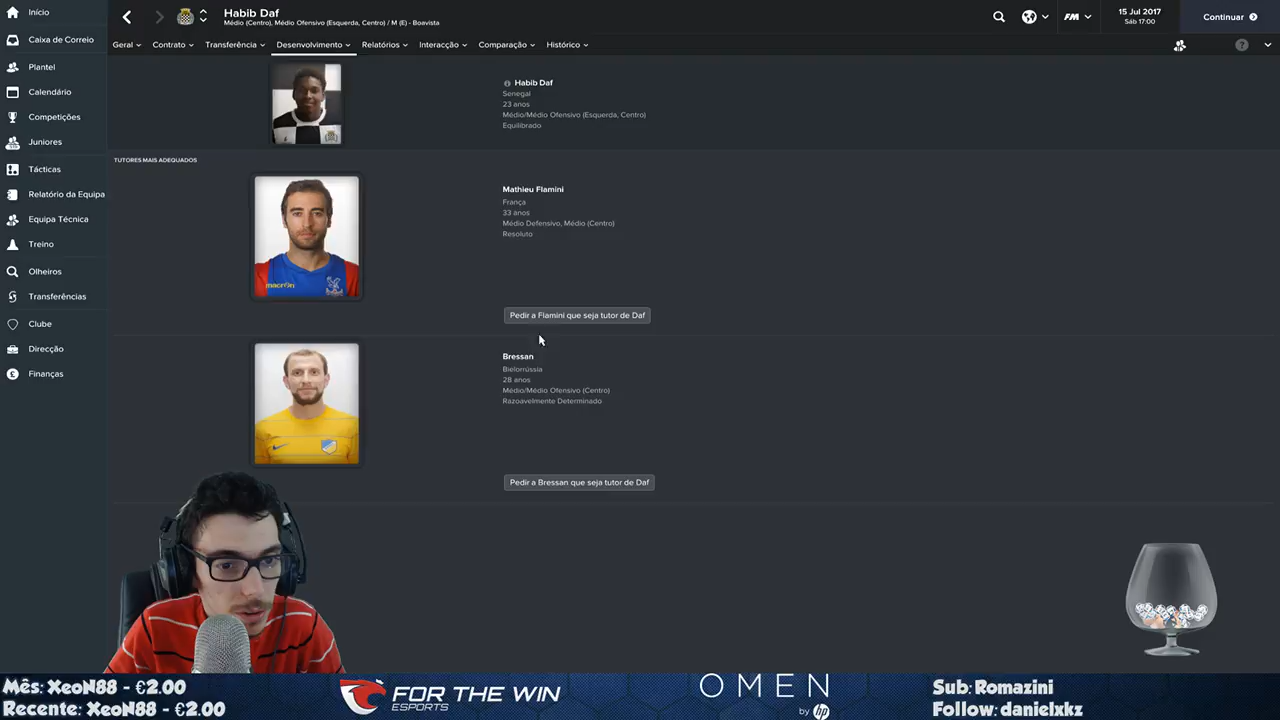 Início
Caixa de Correio
Plantel
Calendário
Competições
Juniores
Tácticas
Relatório da Equipa
Equipa Técnica
Treino
Olheiros
Transferências
Clube
Direcção
Finanças
Habib Daf
Médio (Centro), Médio Ofensivo (Esquerda, Centro) / M (E) - Boavista
FM
15 Jul 2017
Sáb 17:00
Continuar
Geral
Contrato
Transferência
Desenvolvimento
Relatórios
Interacção
Comparação
Histórico
?
Habib Daf
Senegal
23 anos
Médio/Médio Ofensivo (Esquerda, Centro)
Equilibrado
TUTORES MAIS ADEQUADOS
macron
Mathieu Flamini
França
33 anos
Médio Defensivo, Médio (Centro)
Resoluto
Pedir a Flamini que seja tutor de Daf
Bressan
Bielorrússia
28 anos
Médio/Médio Ofensivo (Centro)
Razoavelmente Determinado
Pedir a Bressan que seja tutor de Daf
Mês: XeoN88 - €2.00
Recente: XeoN88 - €2.00
FOR THE WIN
ESPORTS
OMEN
by hp
Sub: Romazini
Follow: danielxkz